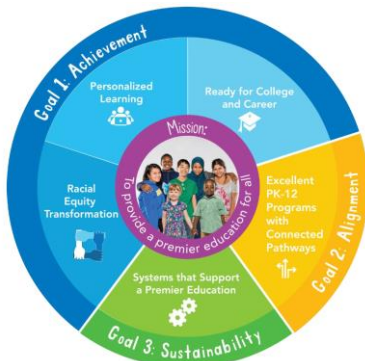 Goal 1: Achievement
Personalized
Learning
Ready for College
and Career
Racial
Equity
Transformation
Mission:
To provide a premier education for all
Excellent
PK-12
Programs
with
Connected
Pathways
Goal 2: Alignment
Systems that Support
a Premier Education
Goal 3: Sustainability